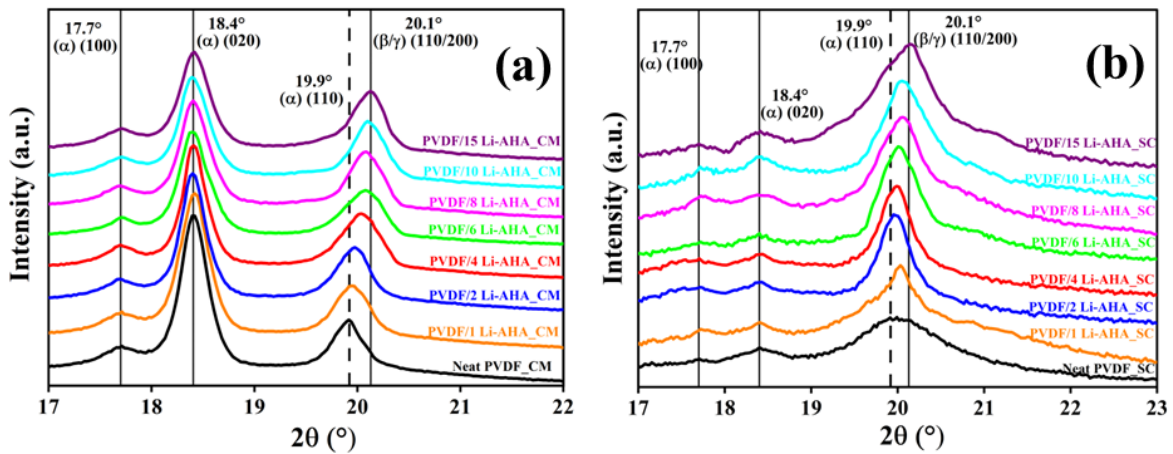 17.7°
(α) (100)
18.4°
(α) (020)
19.9°
(α) (110)
20.1°
(β/γ) (110/200)
(a)
PVDF/15 Li-AHA_CM
PVDF/10 Li-AHA_CM
PVDF/8 Li-AHA_CM
PVDF/6 Li-AHA_CM
PVDF/4 Li-AHA_CM
PVDF/2 Li-AHA_CM
PVDF/1 Li-AHA_CM
Neat PVDF_CM
Intensity (a.u.)
17 18 19 20 21 22
2θ (°)
17.7°
(α) (100)
18.4°
(α) (020)
19.9°
(α) (110)
20.1°
(β/γ) (110/200)
(b)
PVDF/15 Li-AHA_SC
PVDF/10 Li-AHA_SC
PVDF/8 Li-AHA_SC
PVDF/6 Li-AHA_SC
PVDF/4 Li-AHA_SC
PVDF/2 Li-AHA_SC
PVDF/1 Li-AHA_SC
Neat PVDF_SC
Intensity (a.u.)
17 18 19 20 21 22 23
2θ (°)